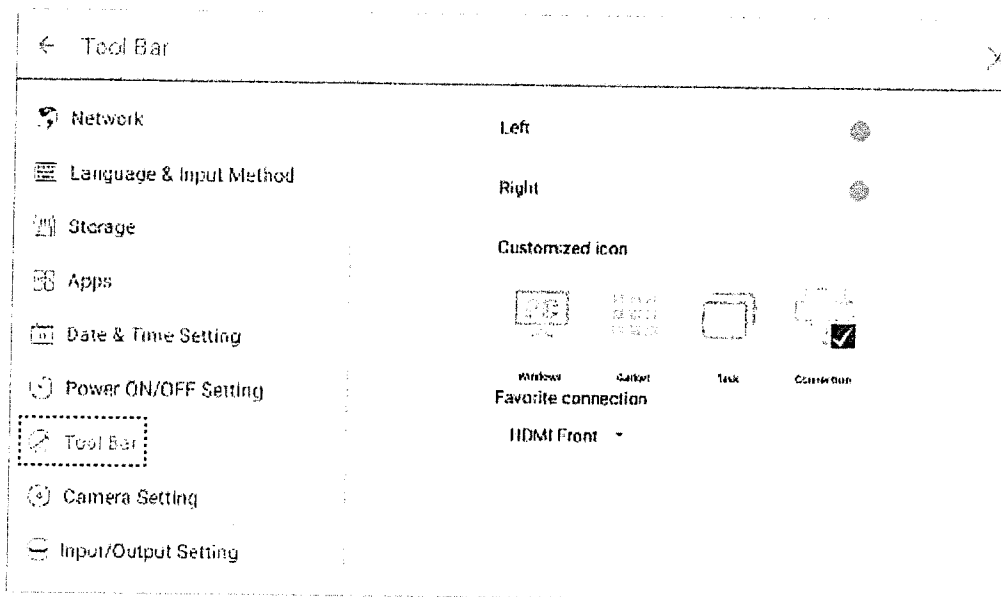 Tool Bar
Network
Language & Input Method
Storage
Apps
Date & Time Setting
Power ON/OFF Setting
Tool Bar
Camera Setting
Input/Output Setting
Left
Right
Customized icon
Windows
Gadget
Task
Connection
Favorite connection
HDMI Front